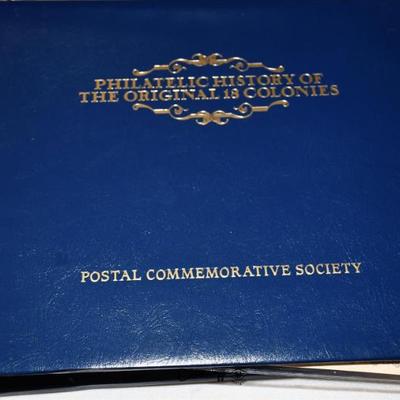 PHILATELIC HISTORY OF
THE ORIGINAL 13 COLONIES
POSTAL COMMEMORATIVE SOCIETY